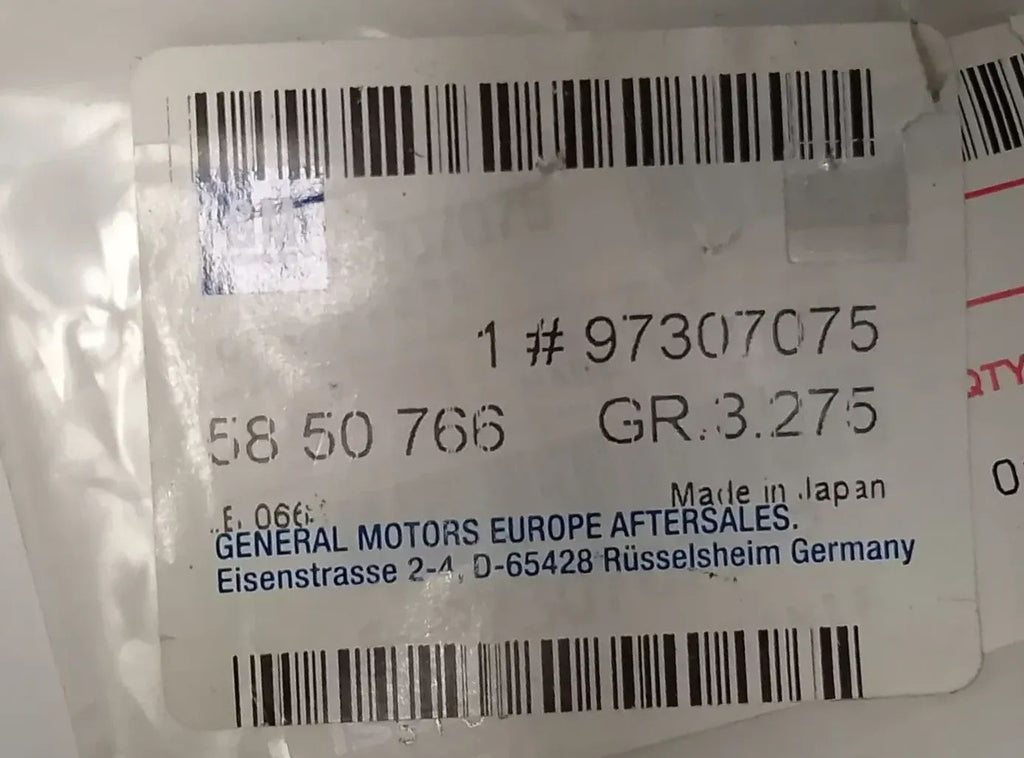 1 # 97307075
58 50 766 GR.3.275
Made in Japan
GENERAL MOTORS EUROPE AFTERSALES.
Eisenstrasse 2-4, D-65428 Rüsselsheim Germany
QTY